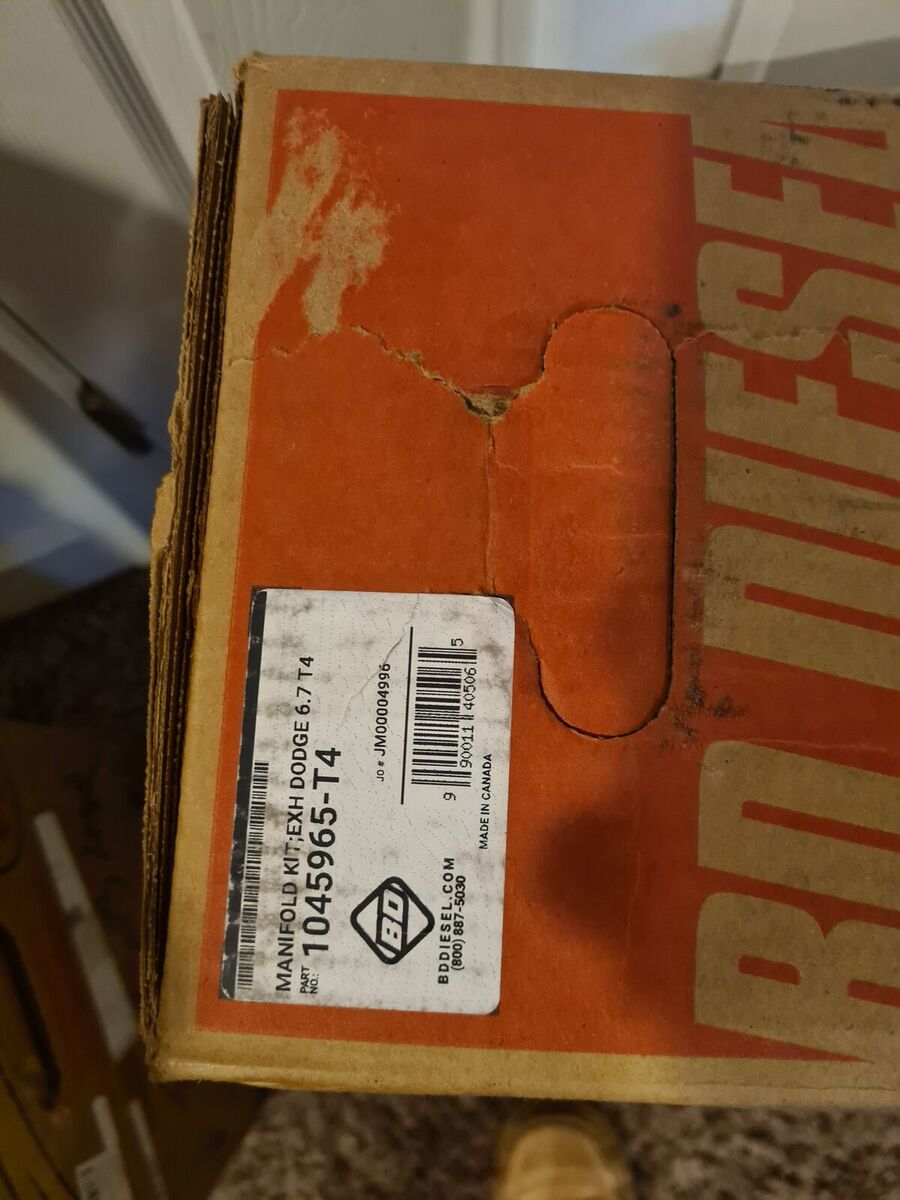 MANIFOLD KIT;EXH DODGE 6.7 T4
PART NO.: 1045965-T4
JO # JM00004996
9 90011 40506 5
BD
BDDIESEL.COM
(800) 887-5030
MADE IN CANADA
BD DIESEL